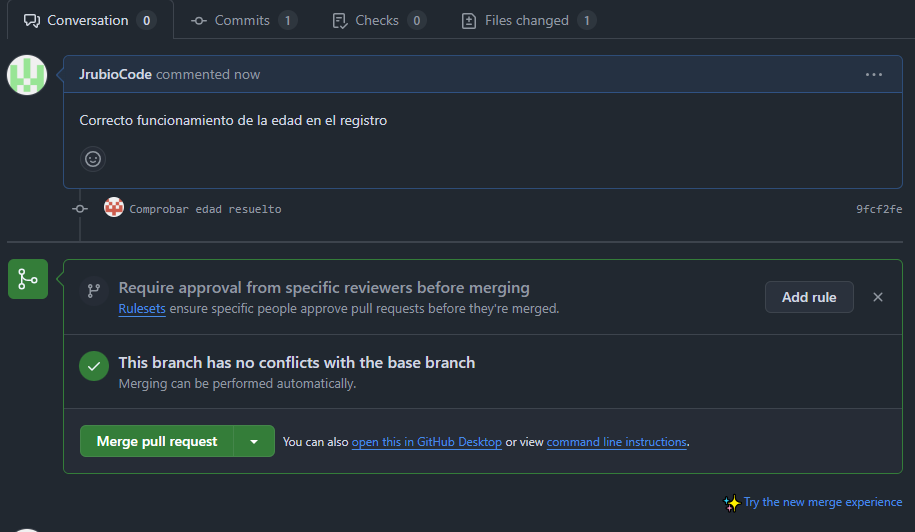 Conversation 0 Commits 1 Checks 0 Files changed 1
JrubioCode commented now
Correcto funcionamiento de la edad en el registro
Comprobar edad resuelto 9fcf2fe
Require approval from specific reviewers before merging
Rulesets ensure specific people approve pull requests before they're merged.
Add rule
This branch has no conflicts with the base branch
Merging can be performed automatically.
Merge pull request You can also open this in GitHub Desktop or view command line instructions.
Try the new merge experience